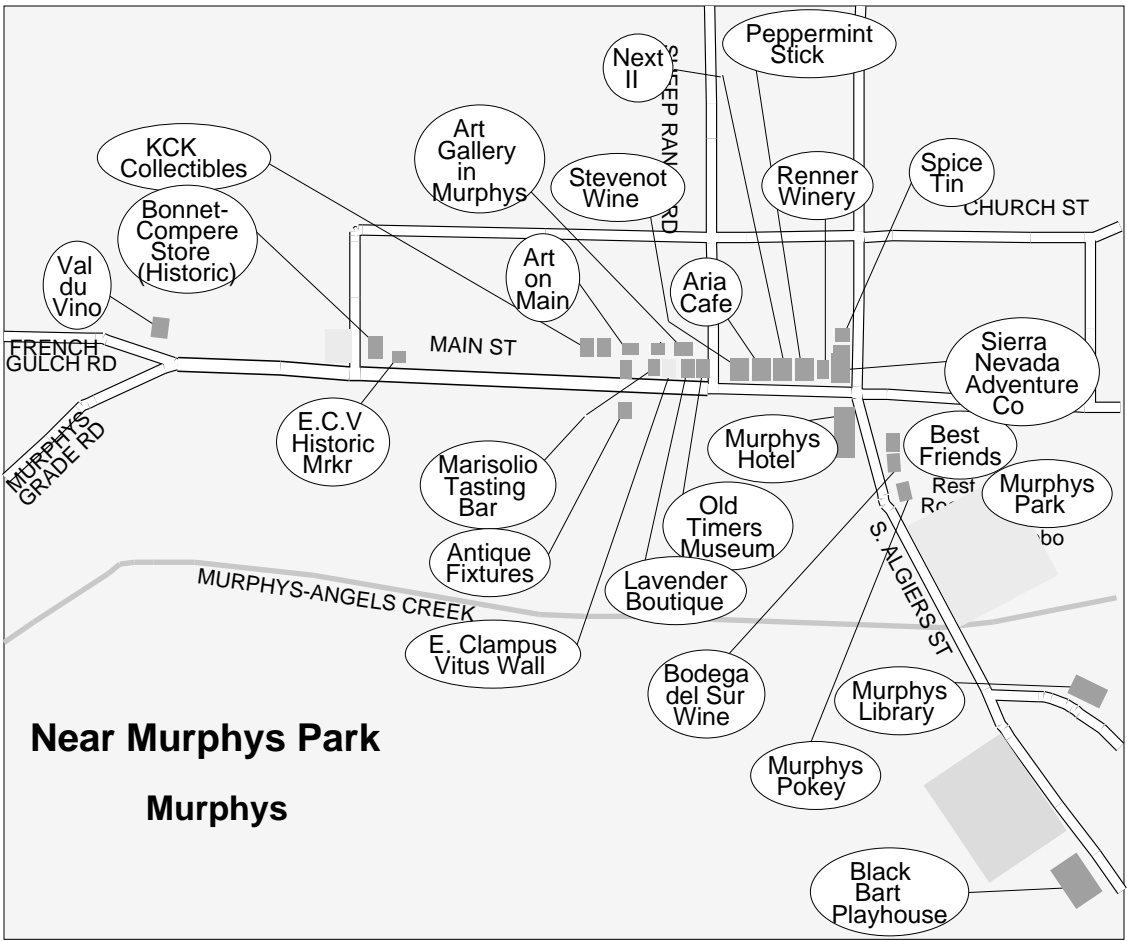 Peppermint
Stick
Next
II
SHEEP RANCH RD
Art
Gallery
in
Murphys
KCK
Collectibles
Stevenot
Wine
Renner
Winery
Spice
Tin
CHURCH ST
Bonnet-
Compere
Store
(Historic)
Val
du
Vino
Art
on
Main
Aria
Cafe
FRENCH
GULCH RD
MAIN ST
Sierra
Nevada
Adventure
Co
MURPHYS
GRADE RD
E.C.V
Historic
Mrkr
Murphys
Hotel
Best
Friends
Marisolio
Tasting
Bar
Rest
Murphys
Park
Old
Timers
Museum
Antique
Fixtures
S. ALGIERS ST
Lavender
Boutique
MURPHYS-ANGELS CREEK
E. Clampus
Vitus Wall
Bodega
del Sur
Wine
Murphys
Library
Near Murphys Park
Murphys
Murphys
Pokey
Black
Bart
Playhouse